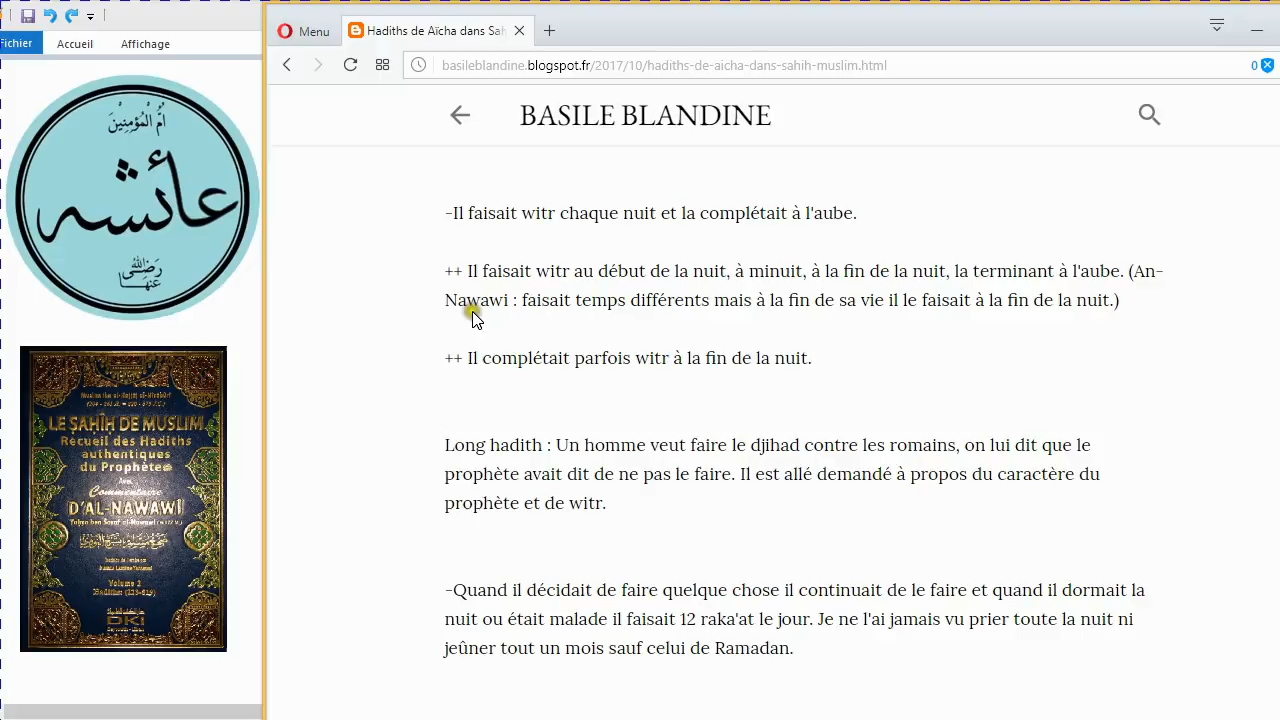 Fichier
Accueil
Affichage
Menu
Hadiths de Aïcha dans Sah
basileblandine.blogspot.fr/2017/10/hadiths-de-aicha-dans-sahih-muslim.html
0
BASILE BLANDINE
أم المؤمنين
عائشه
رضي الله
عنها
LE ṢAḤÎḤ DE MUSLIM
Recueil des Hadiths
authentiques
du Prophète
Avec
Commentaire
D'AL-NAWAWÎ
Volume 2
DKi
-Il faisait witr chaque nuit et la complétait à l'aube.
++ Il faisait witr au début de la nuit, à minuit, à la fin de la nuit, la terminant à l'aube. (An-
Nawawi : faisait temps différents mais à la fin de sa vie il le faisait à la fin de la nuit.)
++ Il complétait parfois witr à la fin de la nuit.
Long hadith : Un homme veut faire le djihad contre les romains, on lui dit que le
prophète avait dit de ne pas le faire. Il est allé demandé à propos du caractère du
prophète et de witr.
-Quand il décidait de faire quelque chose il continuait de le faire et quand il dormait la
nuit ou était malade il faisait 12 raka'at le jour. Je ne l'ai jamais vu prier toute la nuit ni
jeûner tout un mois sauf celui de Ramadan.